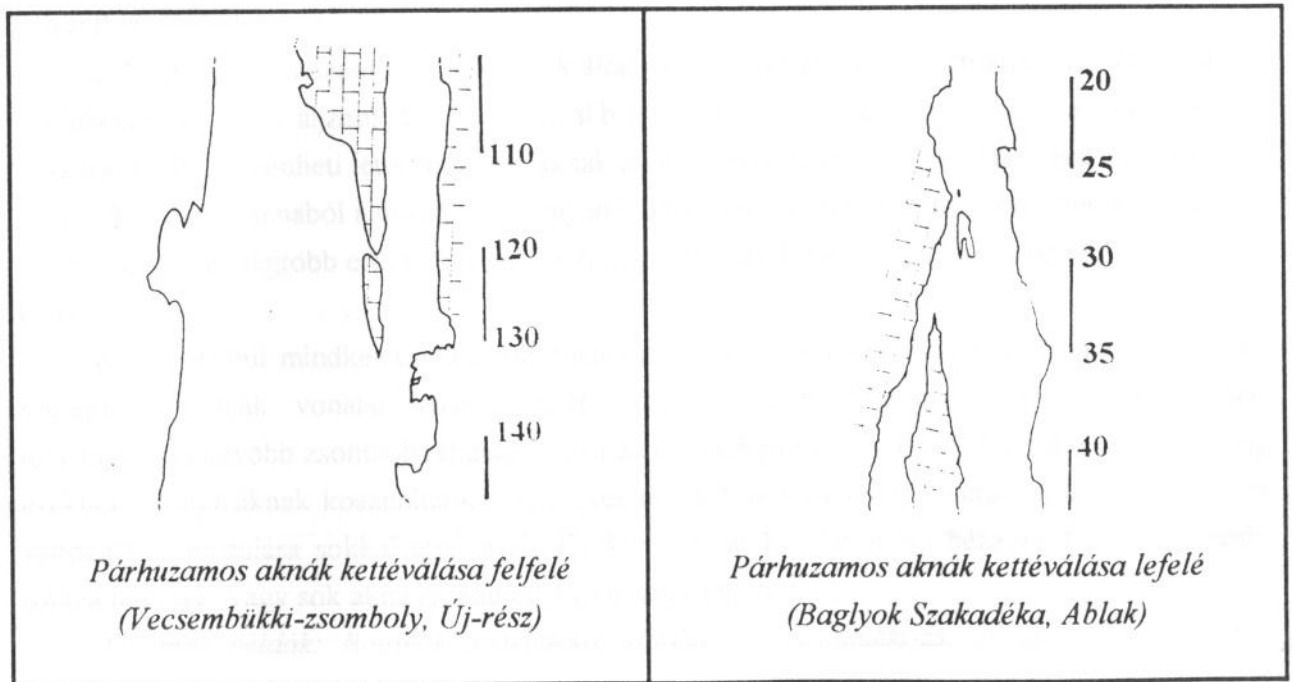 110
120
130
140
Párhuzamos aknák kettéválása felfelé
(Vecsembükki-zsomboly, Új-rész)
20
25
30
35
40
Párhuzamos aknák kettéválása lefelé
(Baglyok Szakadéka, Ablak)